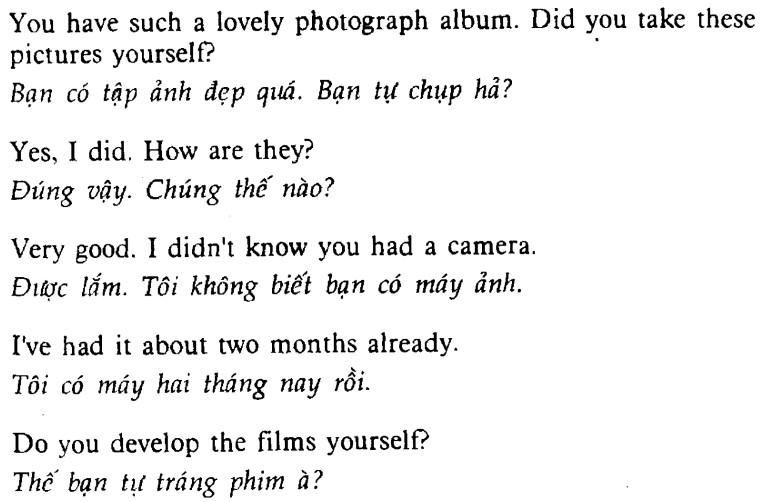 You have such a lovely photograph album. Did you take these
pictures yourself?
Bạn có tập ảnh đẹp quá. Bạn tự chụp hả?
Yes, I did. How are they?
Đúng vậy. Chúng thế nào?
Very good. I didn't know you had a camera.
Được lắm. Tôi không biết bạn có máy ảnh.
I've had it about two months already.
Tôi có máy hai tháng nay rồi.
Do you develop the films yourself?
Thế bạn tự tráng phim à?